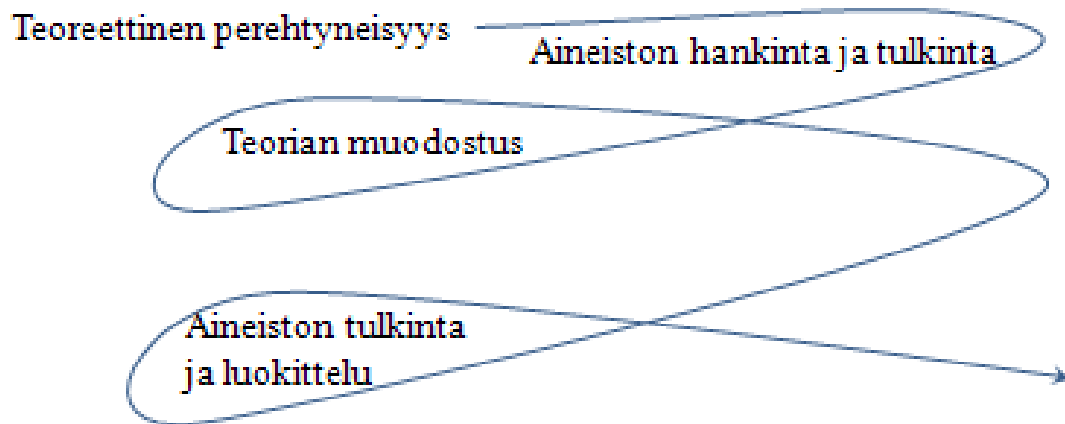 Teoreettinen perehtyneisyys
Aineiston hankinta ja tulkinta
Teorian muodostus
Aineiston tulkinta
ja luokittelu